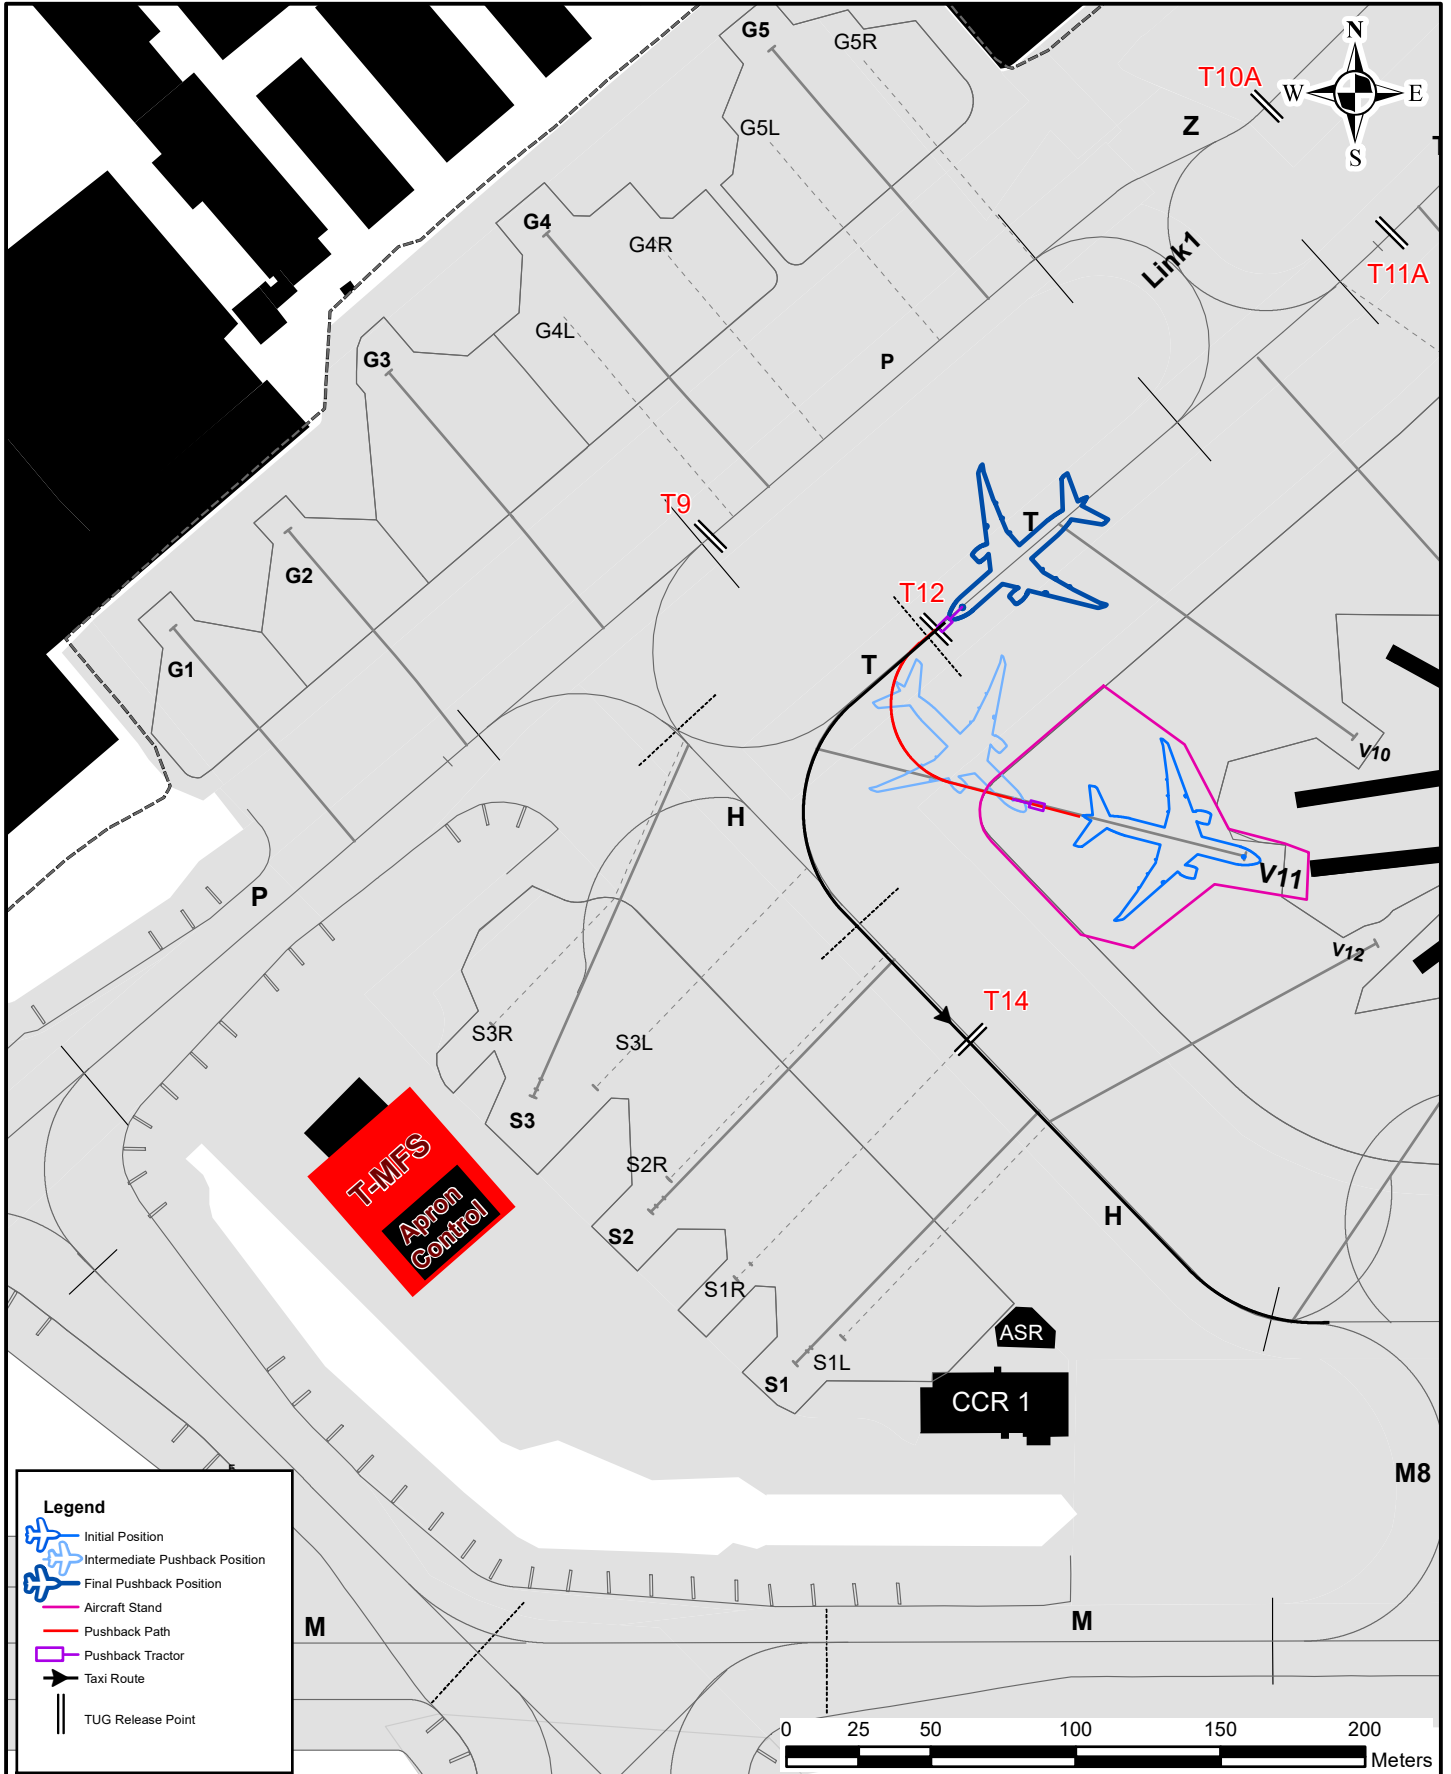 G5
G5R
N
T10A
W
E
Z
S
G5L
G4
G4R
Link1
T11A
G4L
G3
P
T9
T
G2
T12
T
G1
V10
H
V11
P
V12
T14
S3R
S3L
S3
T-MFS
S2R
Apron
Control
H
S2
S1R
ASR
S1L
S1
CCR 1
M8
Legend
Initial Position
Intermediate Pushback Position
Final Pushback Position
Aircraft Stand
Pushback Path
Pushback Tractor
Taxi Route
TUG Release Point
M
M
0 25 50 100 150 200
Meters